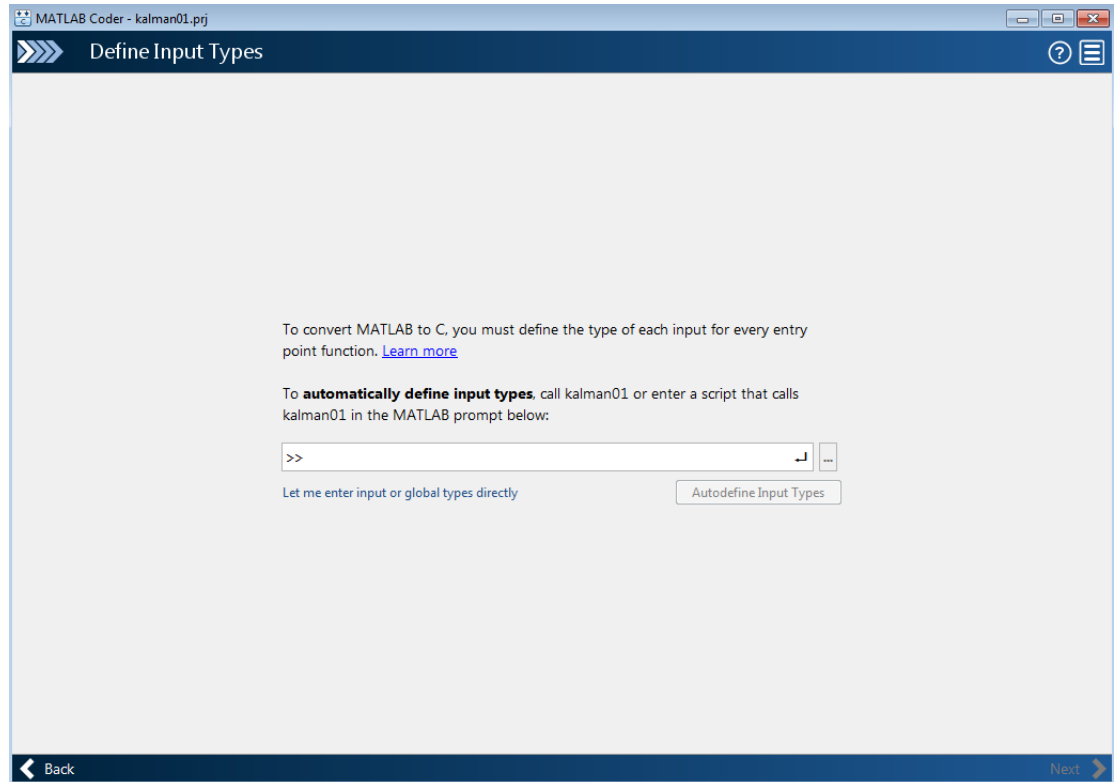 MATLAB Coder - kalman01.prj
Define Input Types
To convert MATLAB to C, you must define the type of each input for every entry
point function. Learn more
To automatically define input types, call kalman01 or enter a script that calls
kalman01 in the MATLAB prompt below:
>>
...
Let me enter input or global types directly
Autodefine Input Types
Back
Next